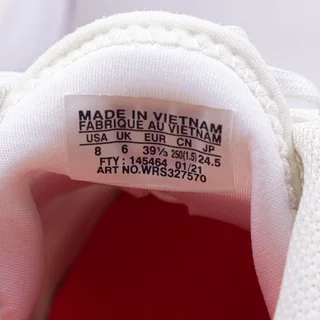 MADE IN VIETNAM
FABRIQUE AU VIETNAM
USA UK EUR CN JP
8 6 39⅓ 250(1.5) 24.5
FTY : 145464 01/21
ART NO.WRS327570